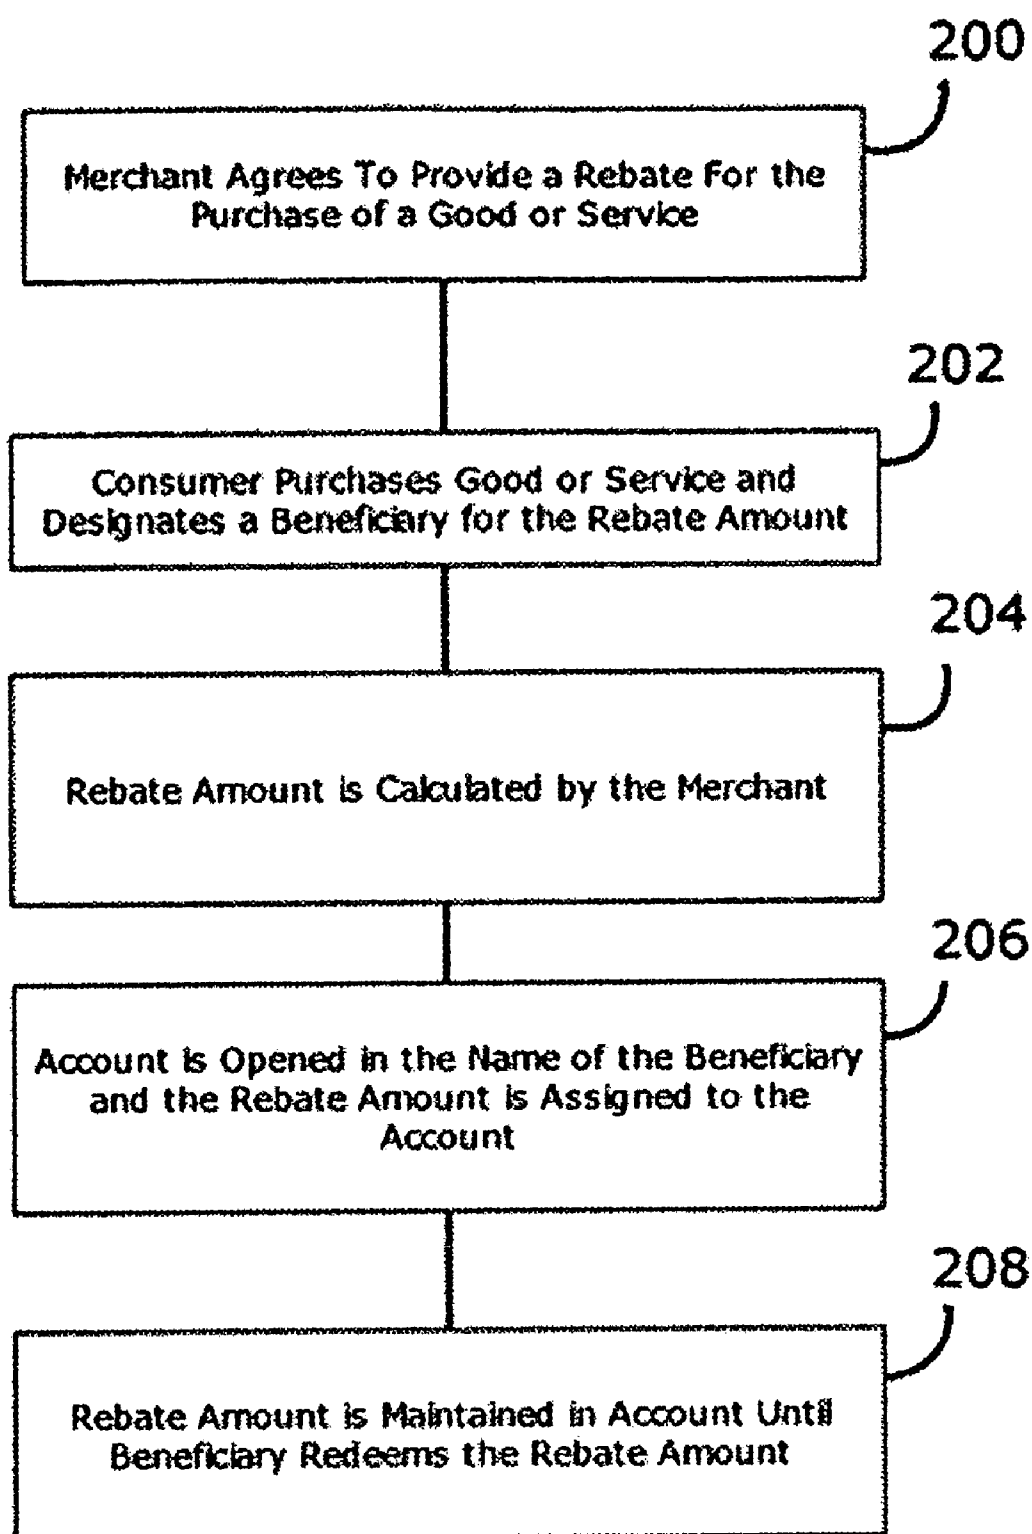 200
Merchant Agrees To Provide a Rebate For the
Purchase of a Good or Service
202
Consumer Purchases Good or Service and
Designates a Beneficiary for the Rebate Amount
204
Rebate Amount is Calculated by the Merchant
206
Account is Opened in the Name of the Beneficiary
and the Rebate Amount is Assigned to the
Account
208
Rebate Amount is Maintained in Account Until
Beneficiary Redeems the Rebate Amount